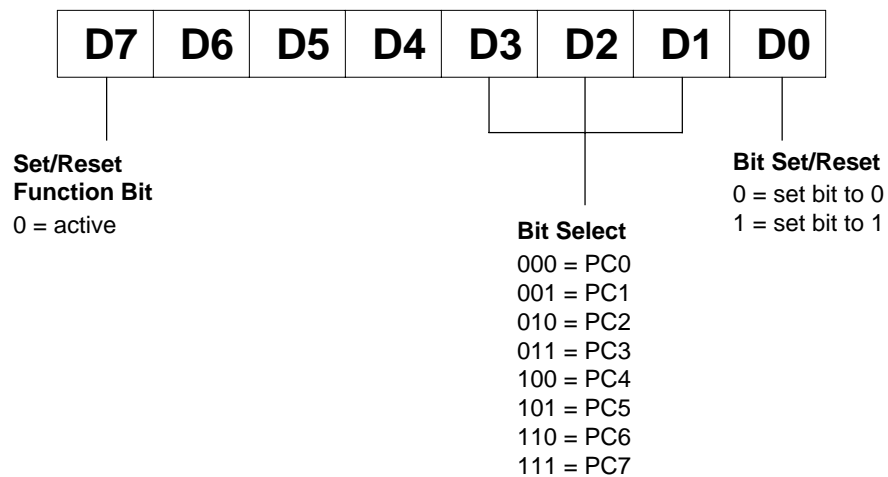 D7 D6 D5 D4 D3 D2 D1 D0
Set/Reset
Function Bit
0 = active
Bit Select
000 = PC0
001 = PC1
010 = PC2
011 = PC3
100 = PC4
101 = PC5
110 = PC6
111 = PC7
Bit Set/Reset
0 = set bit to 0
1 = set bit to 1